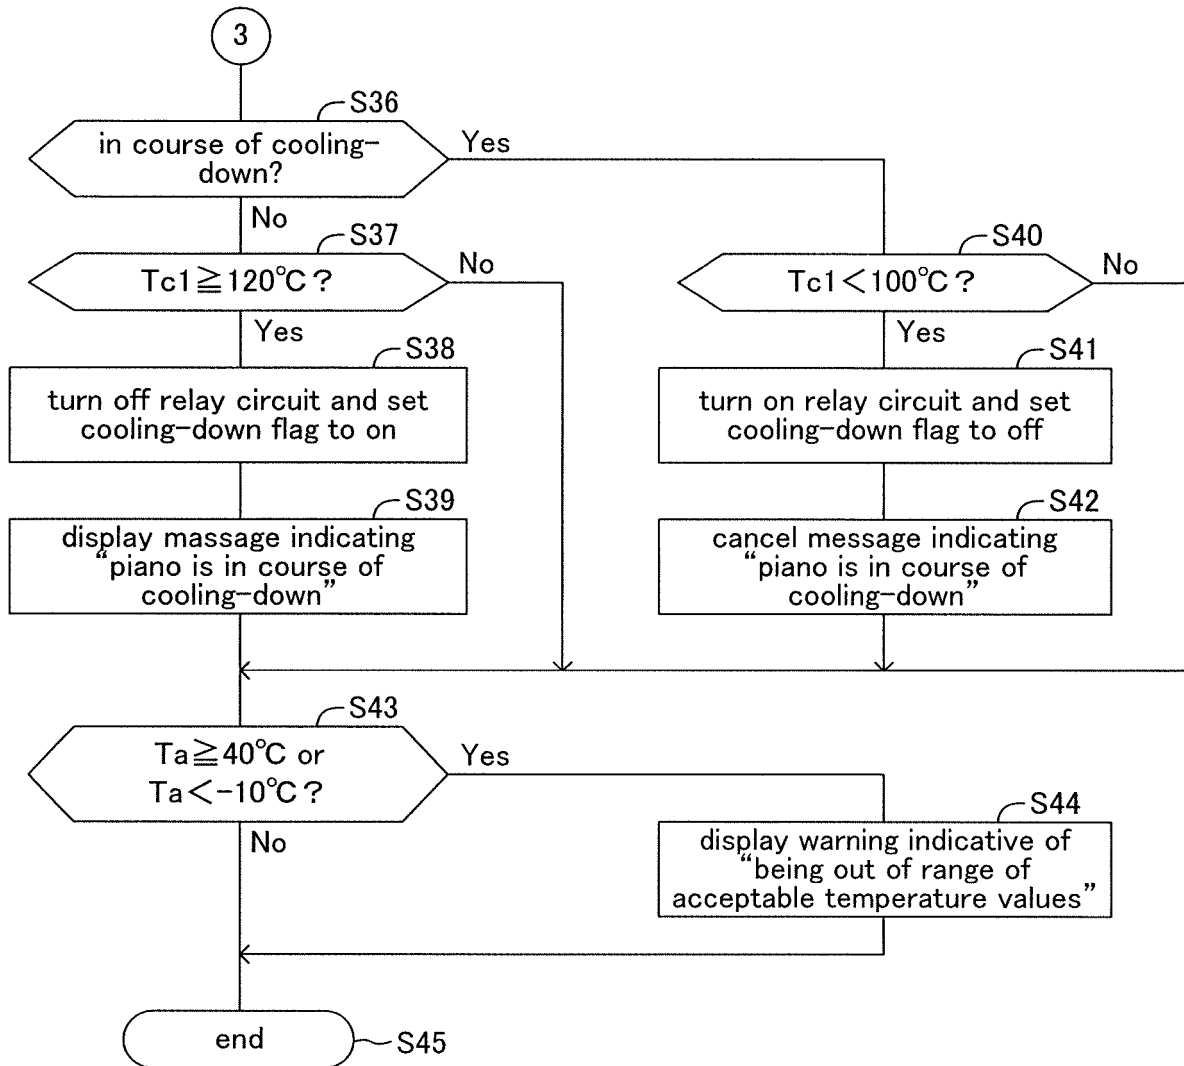 3
S36
in course of cooling-
down?
Yes
No
S37
Tc1≧120℃?
No
Yes
S40
Tc1<100℃?
No
Yes
S38
turn off relay circuit and set
cooling-down flag to on
S41
turn on relay circuit and set
cooling-down flag to off
S39
display massage indicating
“piano is in course of
cooling-down”
S42
cancel message indicating
“piano is in course of
cooling-down”
S43
Ta≧40℃ or
Ta<-10℃?
Yes
No
S44
display warning indicative of
“being out of range of
acceptable temperature values”
end
S45